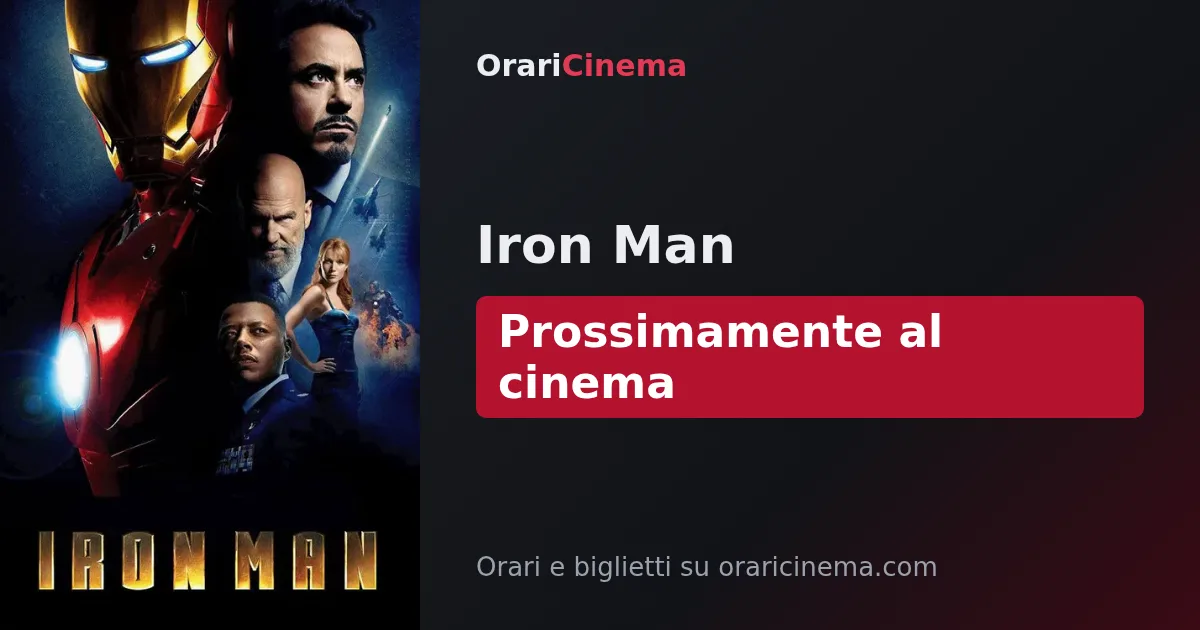 OrariCinema
Iron Man
Prossimamente al
cinema
Orari e biglietti su oraricinema.com
IRON MAN